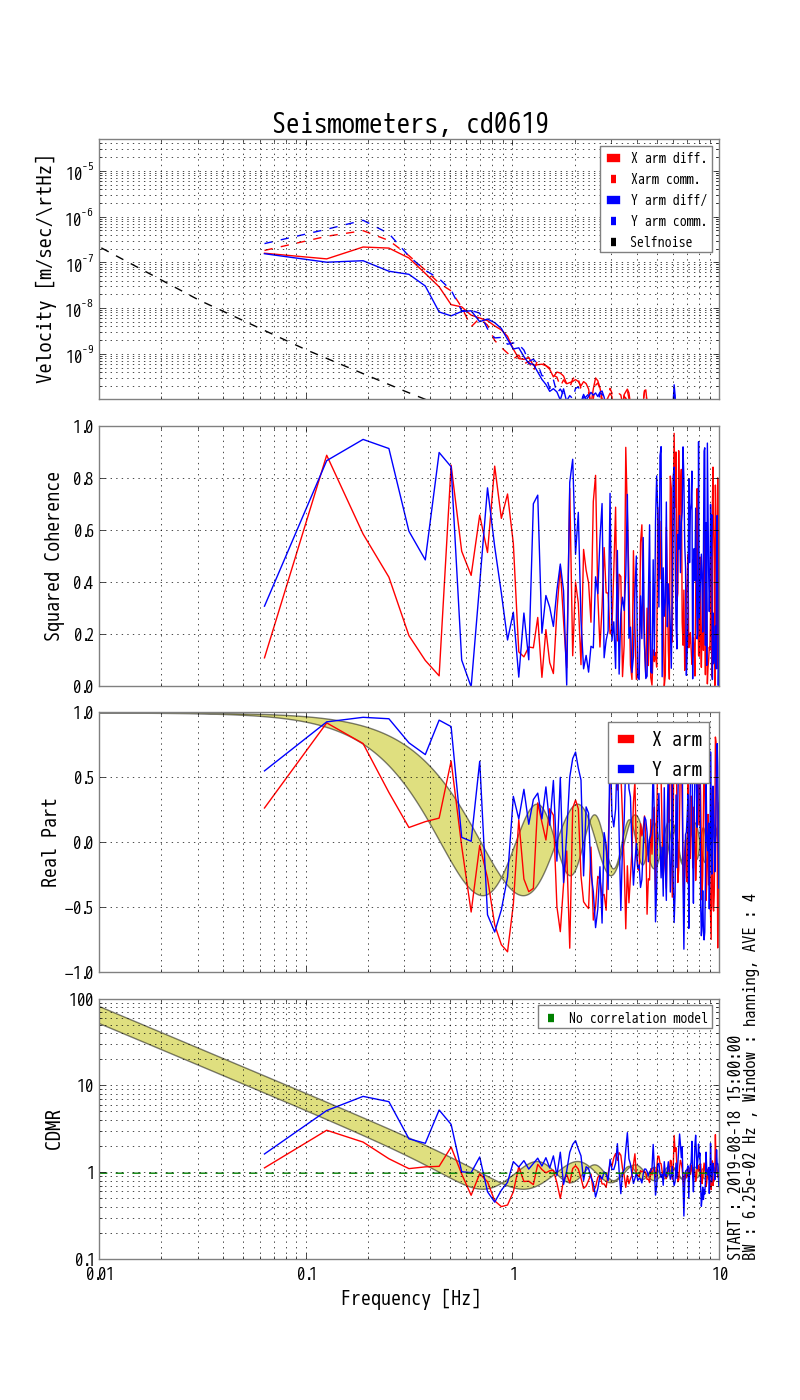 Seismometers, cd0619
Velocity [m/sec/\rtHz]
10^-5
10^-6
10^-7
10^-8
10^-9
X arm diff.
Xarm comm.
Y arm diff/
Y arm comm.
Selfnoise
Squared Coherence
1.0
0.8
0.6
0.4
0.2
0.0
Real Part
1.0
0.5
0.0
−0.5
−1.0
X arm
Y arm
CDMR
100
10
1
0.1
No correlation model
0.01
0.1
1
10
Frequency [Hz]
START : 2019-08-18 15:00:00
BW : 6.25e-02 Hz , Window : hanning, AVE : 4